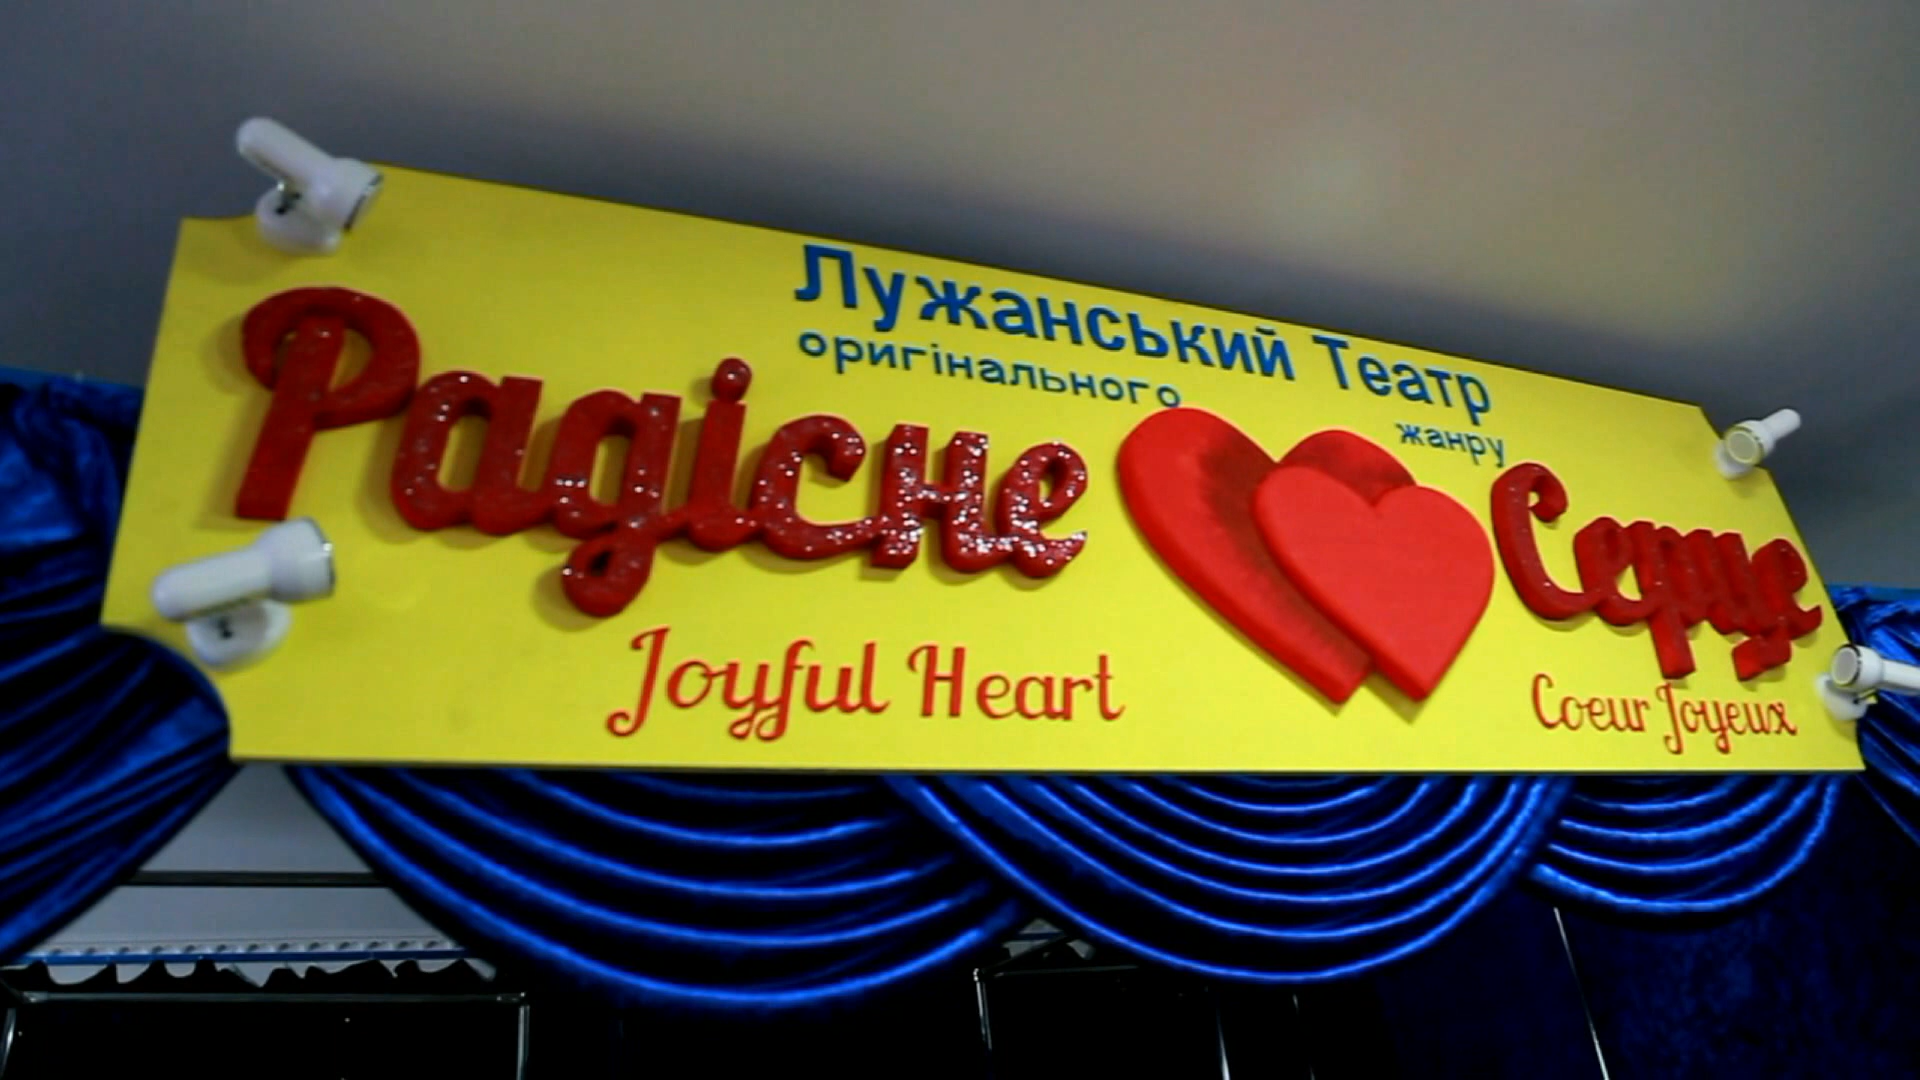 Лужанський Театр
оригінального жанру
Радісне Серце
Joyful Heart
Coeur Joyeux